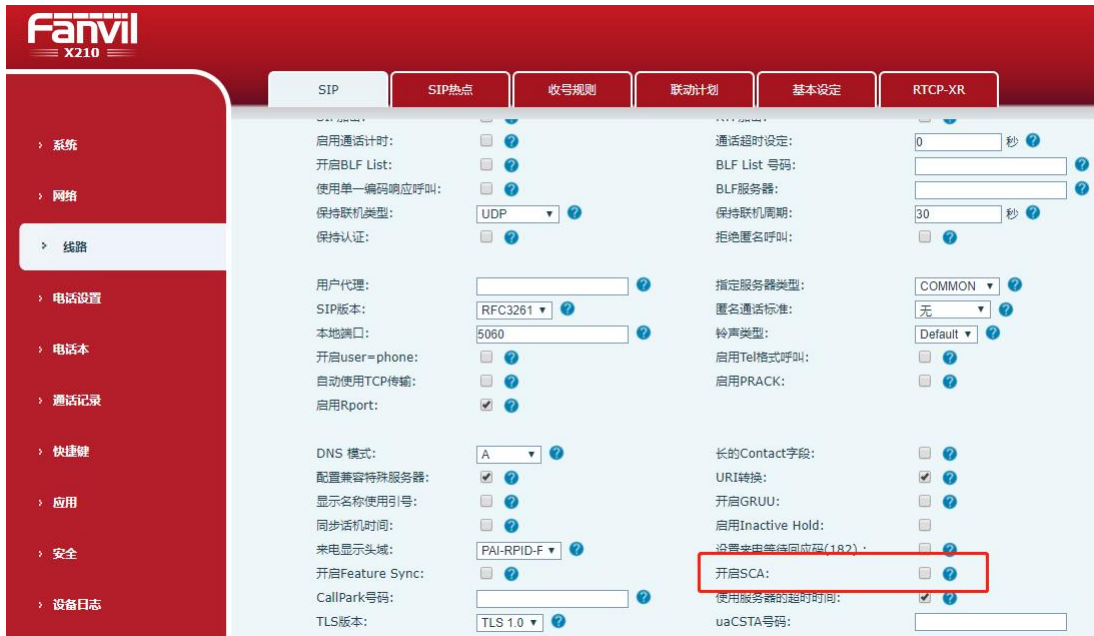 Fanvil
X210
SIP SIP热点 收号规则 联动计划 基本设定 RTCP-XR
系统
网络
线路
电话设置
电话本
通话记录
快捷键
应用
安全
设备日志
启用通话计时: 通话超时设定: 0 秒
开启BLF List: BLF List 号码:
使用单一编码响应呼叫: BLF服务器:
保持联机类型: UDP 保持联机周期: 30 秒
保持认证: 拒绝匿名呼叫:
用户代理: 指定服务器类型: COMMON
SIP版本: RFC3261 匿名通话标准: 无
本地端口: 5060 铃声类型: Default
开启user=phone: 启用Tel格式呼叫:
自动使用TCP传输: 启用PRACK:
启用Rport:
DNS 模式: A 长的Contact字段:
配置兼容特殊服务器: URI转换:
显示名称使用引号: 开启GRUU:
同步话机时间: 启用Inactive Hold:
来电显示头域: PAI-RPID-F 设置来电等待回应码(182) :
开启Feature Sync: 开启SCA:
CallPark号码: 使用服务器的超时时间:
TLS版本: TLS 1.0 uaCSTA号码: